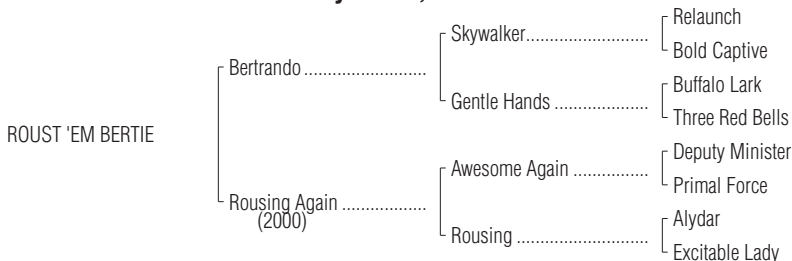 Relaunch
Skywalker..........................
Bold Captive
Bertrando ..........................
Buffalo Lark
Gentle Hands ....................
Three Red Bells
ROUST 'EM BERTIE
Deputy Minister
Awesome Again ................
Primal Force
Rousing Again ..................
(2000)
Alydar
Rousing ............................
Excitable Lady